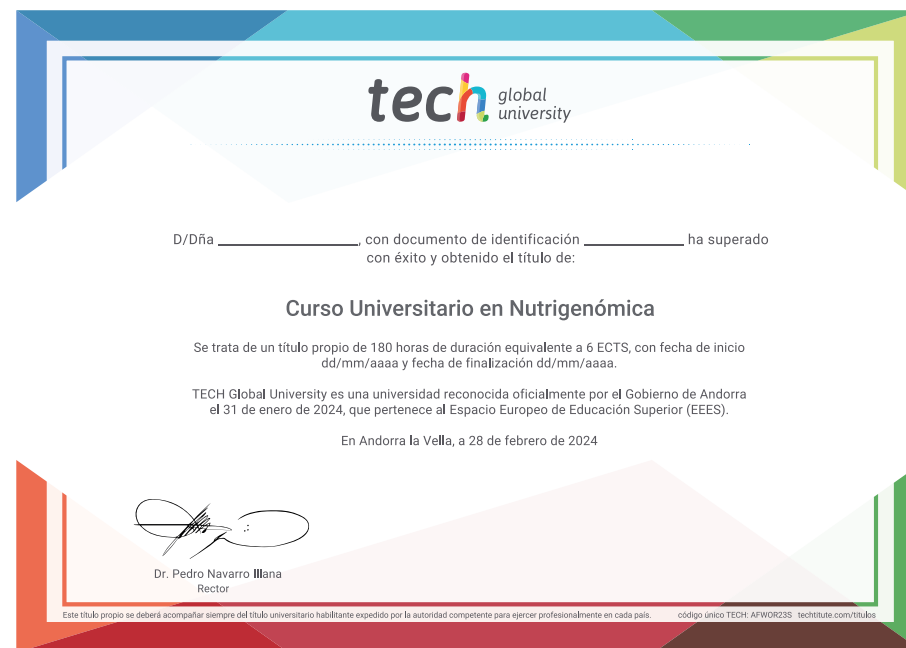 tech global
university
D/Dña ______________, con documento de identificación __________ ha superado
con éxito y obtenido el título de:
Curso Universitario en Nutrigenómica
Se trata de un título propio de 180 horas de duración equivalente a 6 ECTS, con fecha de inicio
dd/mm/aaaa y fecha de finalización dd/mm/aaaa.
TECH Global University es una universidad reconocida oficialmente por el Gobierno de Andorra
el 31 de enero de 2024, que pertenece al Espacio Europeo de Educación Superior (EEES).
En Andorra la Vella, a 28 de febrero de 2024
Dr. Pedro Navarro Illana
Rector
Este título propio se deberá acompañar siempre del título universitario habilitante expedido por la autoridad competente para ejercer profesionalmente en cada país. código único TECH: AFWOR23S techtitute.com/titulos